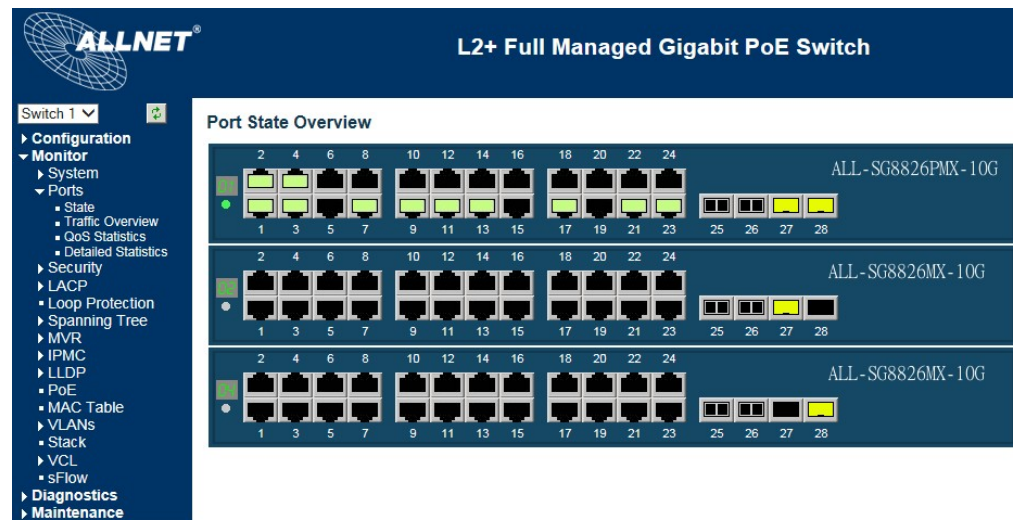 ALLNET®
L2+ Full Managed Gigabit PoE Switch
Switch 1
Configuration
Monitor
System
Ports
State
Traffic Overview
QoS Statistics
Detailed Statistics
Security
LACP
Loop Protection
Spanning Tree
MVR
IPMC
LLDP
PoE
MAC Table
VLANs
Stack
VCL
sFlow
Diagnostics
Maintenance
Port State Overview
2 4 6 8 10 12 14 16 18 20 22 24
ALL-SG8826PMX-10G
1 3 5 7 9 11 13 15 17 19 21 23 25 26 27 28
2 4 6 8 10 12 14 16 18 20 22 24
ALL-SG8826MX-10G
1 3 5 7 9 11 13 15 17 19 21 23 25 26 27 28
2 4 6 8 10 12 14 16 18 20 22 24
ALL-SG8826MX-10G
1 3 5 7 9 11 13 15 17 19 21 23 25 26 27 28